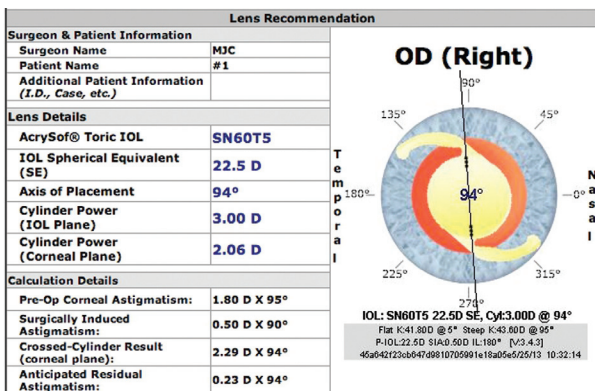 Lens Recommendation
Surgeon & Patient Information
Surgeon Name MJC
Patient Name #1
Additional Patient Information
(I.D., Case, etc.)
Lens Details
AcrySof® Toric IOL SN60T5
IOL Spherical Equivalent
(SE) 22.5 D
Axis of Placement 94°
Cylinder Power
(IOL Plane) 3.00 D
Cylinder Power
(Corneal Plane) 2.06 D
Calculation Details
Pre-Op Corneal Astigmatism: 1.80 D X 95°
Surgically Induced
Astigmatism: 0.50 D X 90°
Crossed-Cylinder Result
(corneal plane): 2.29 D X 94°
Anticipated Residual
Astigmatism: 0.23 D X 94°
OD (Right)
90°
135° 45°
Temporal 180° 94° 0° Nasal
225° 315°
270°
IOL: SN60T5 22.5D SE, Cyl:3.00D @ 94°
Flat K:41.80D @ 5° Steep K:43.60D @ 95°
P-IOL:22.5D SIA:0.50D IL:180° [V3.4.3]
45a642f23cb647d9810705991e18a05e5/25/13 10:32:14